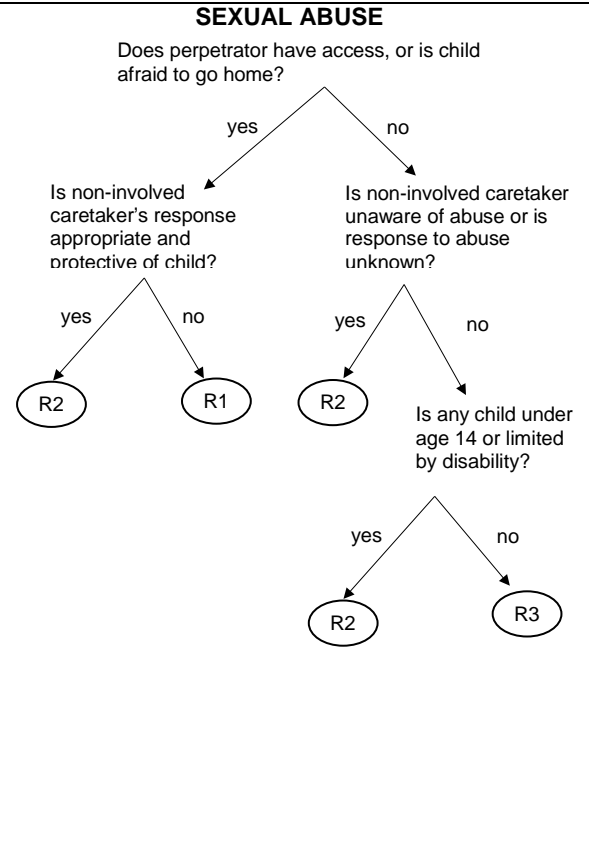 SEXUAL ABUSE
Does perpetrator have access, or is child
afraid to go home?
yes
no
Is non-involved
caretaker's response
appropriate and
protective of child?
Is non-involved caretaker
unaware of abuse or is
response to abuse
unknown?
yes
no
yes
no
R2
R1
R2
Is any child under
age 14 or limited
by disability?
yes
no
R2
R3